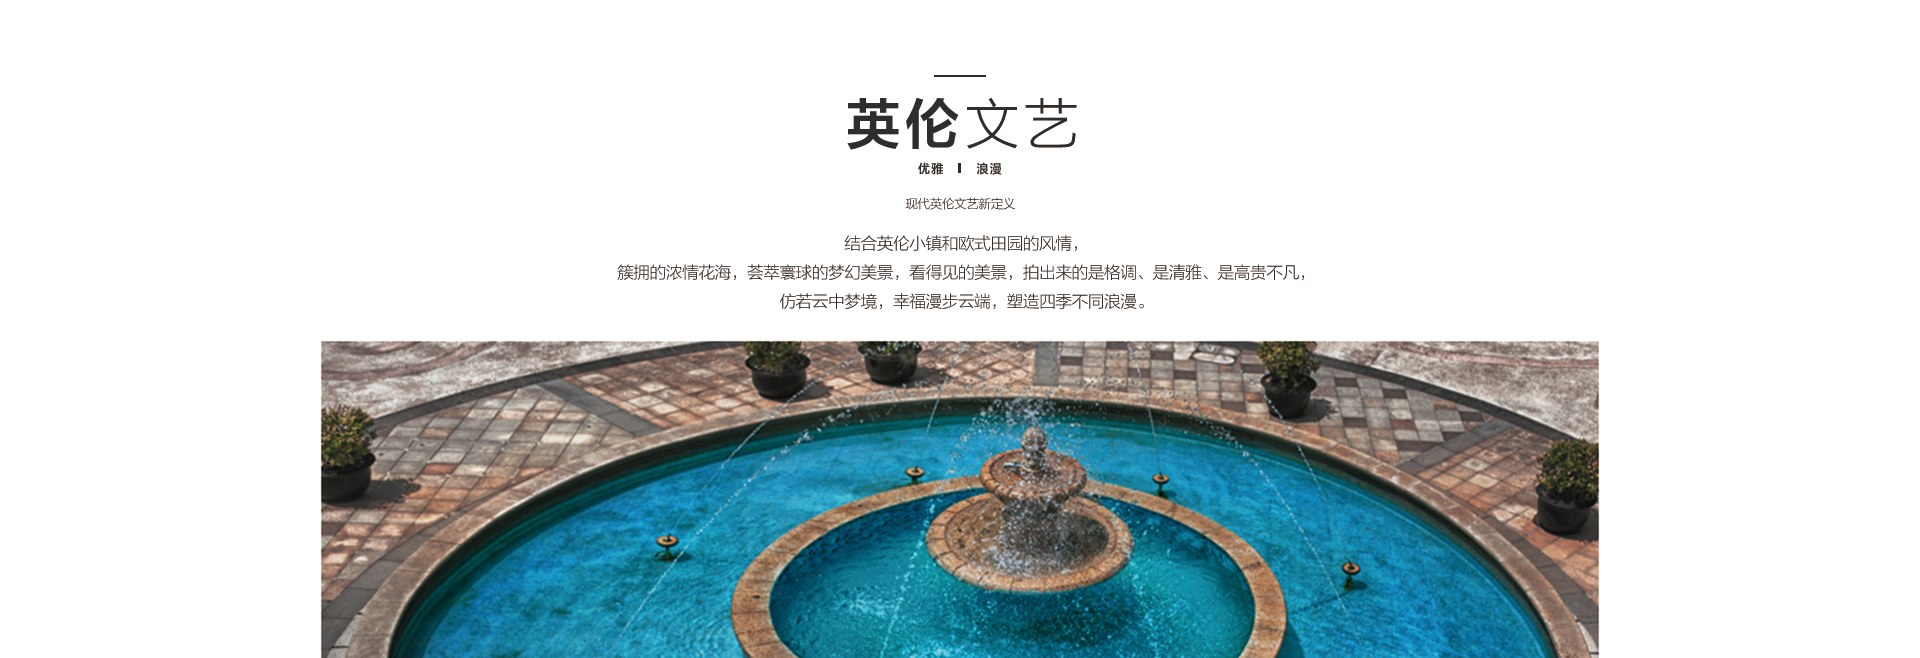 英伦文艺
优雅 I 浪漫
现代英伦文艺新定义
结合英伦小镇和欧式田园的风情，
簇拥的浓情花海，荟萃寰球的梦幻美景，看得见的美景，拍出来的是格调、是清雅、是高贵不凡，
仿若云中梦境，幸福漫步云端，塑造四季不同浪漫。